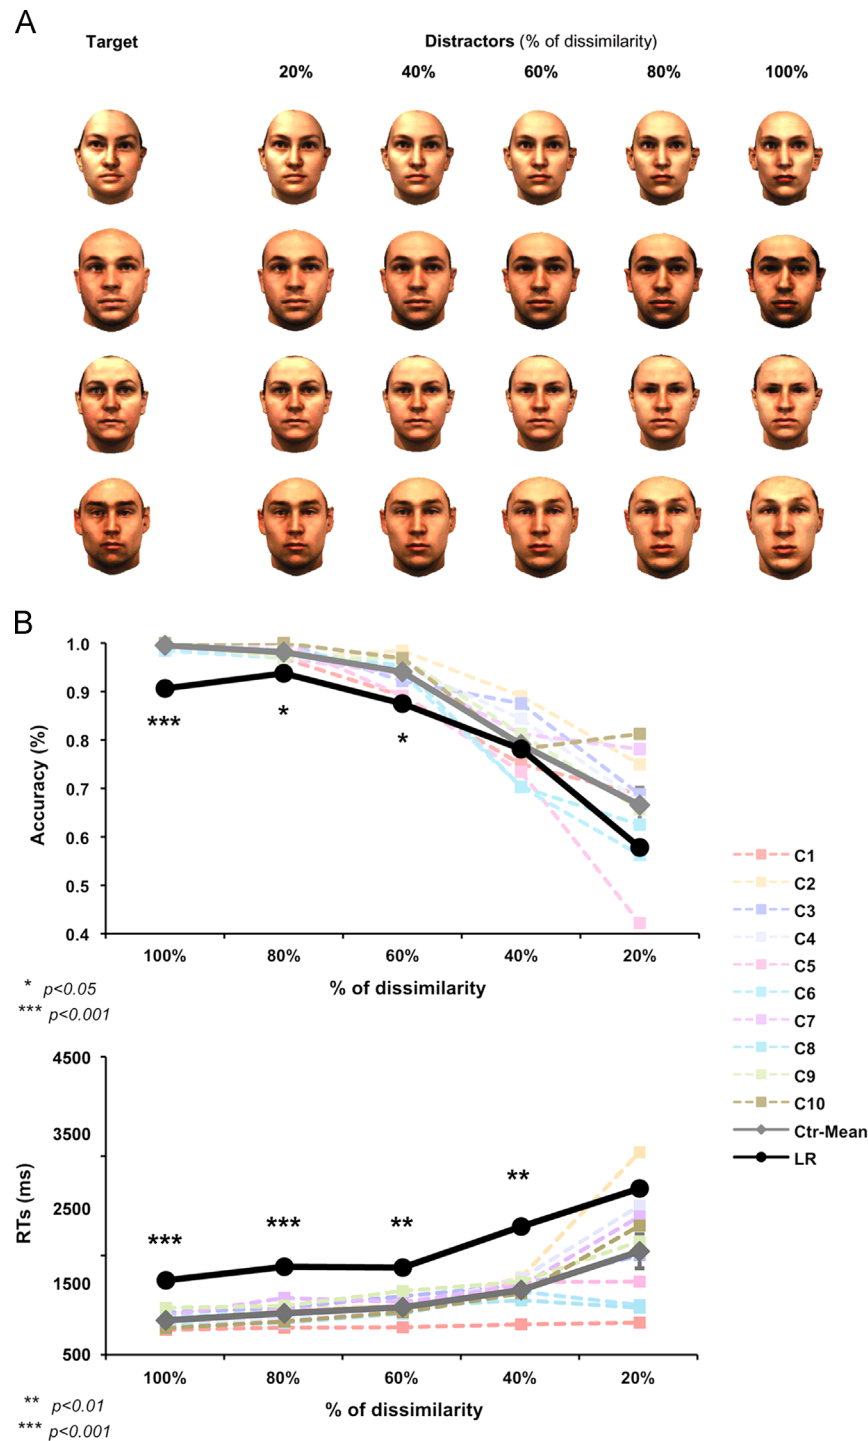 A
Target Distractors (% of dissimilarity)
20% 40% 60% 80% 100%
B
1.0
0.9
0.8
0.7
0.6
0.5
0.4
Accuracy (%)
*** * *
100% 80% 60% 40% 20%
% of dissimilarity
* p<0.05
*** p<0.001
C1
C2
C3
C4
C5
C6
C7
C8
C9
C10
Ctr-Mean
LR
4500
3500
2500
1500
500
RTs (ms)
*** *** ** **
100% 80% 60% 40% 20%
% of dissimilarity
** p<0.01
*** p<0.001